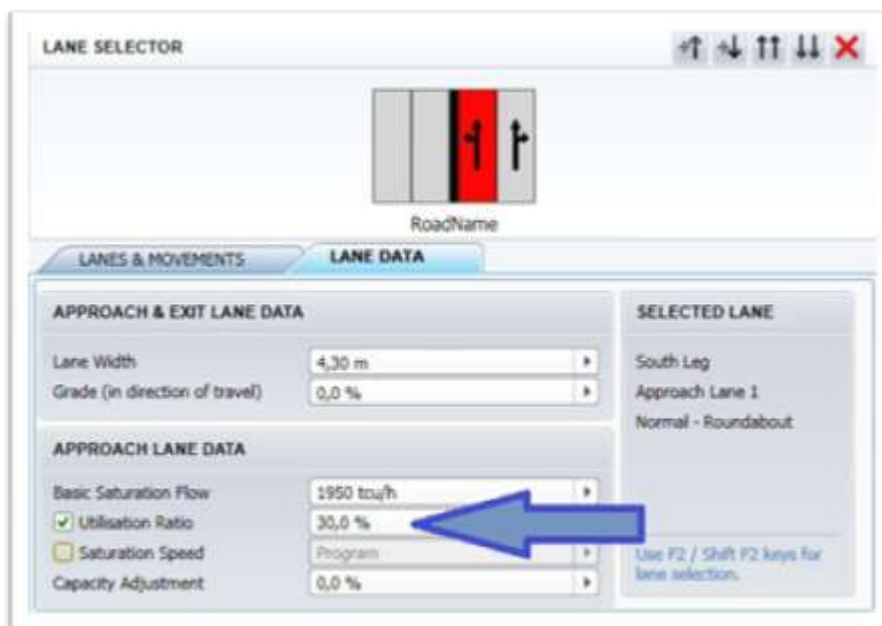 LANE SELECTOR
RoadName
LANES & MOVEMENTS
LANE DATA
APPROACH & EXIT LANE DATA
Lane Width 4,30 m
Grade (in direction of travel) 0,0 %
APPROACH LANE DATA
Basic Saturation Flow 1950 tcu/h
Utilisation Ratio 30,0 %
Saturation Speed Program
Capacity Adjustment 0,0 %
SELECTED LANE
South Leg
Approach Lane 1
Normal - Roundabout
Use F2 / Shift F2 keys for
lane selection.